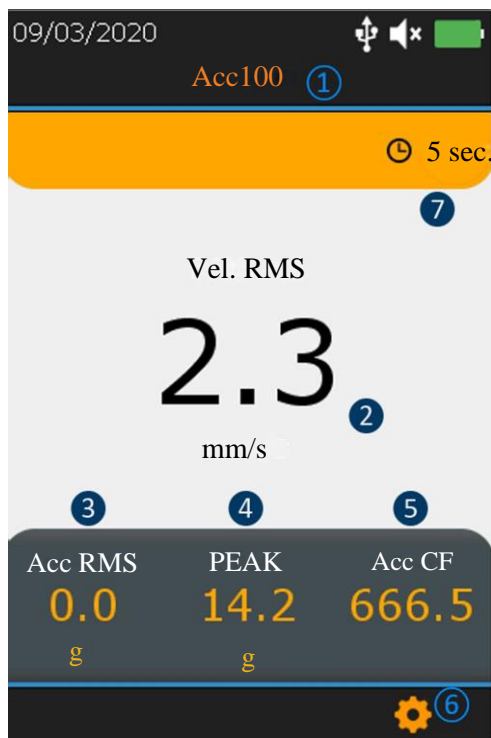 09/03/2020
Acc100 1
5 sec.
7
Vel. RMS
2.3
2
mm/s
3 4 5
Acc RMS PEAK Acc CF
0.0 14.2 666.5
g g
6